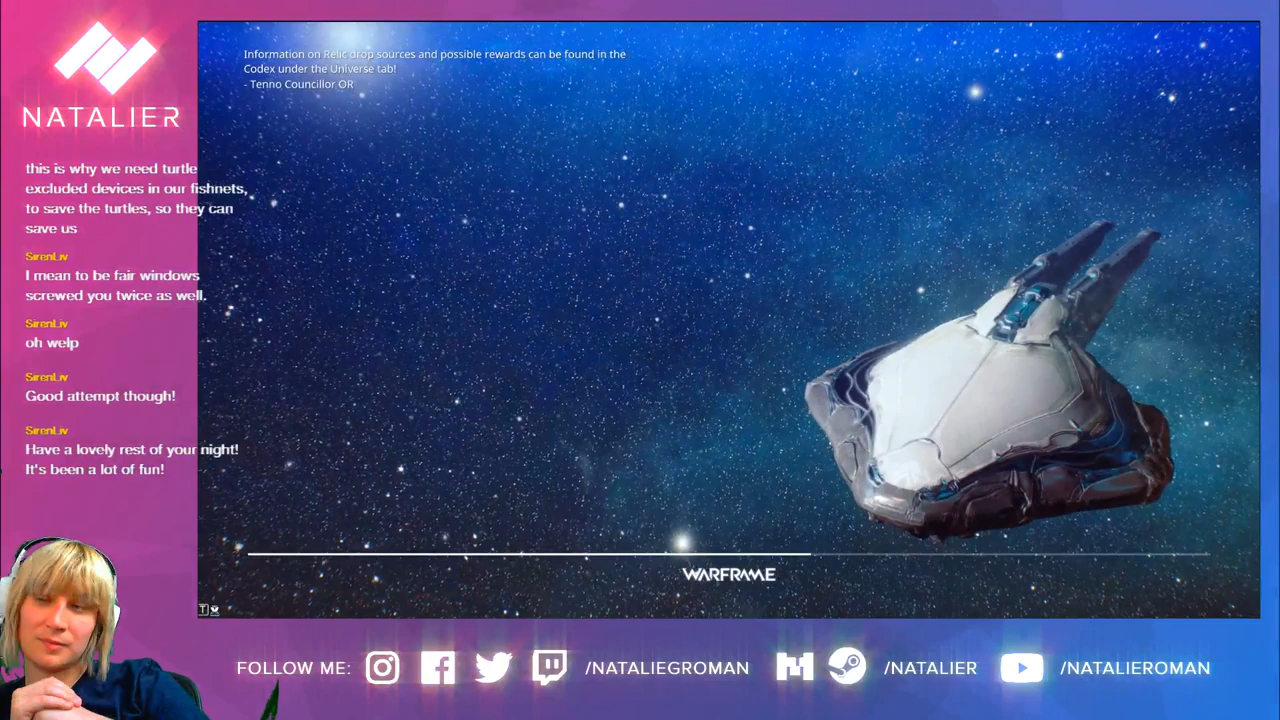 NATALIER
this is why we need turtle
excluded devices in our fishnets,
to save the turtles, so they can
save us
SirenLiv
I mean to be fair windows
screwed you twice as well.
SirenLiv
oh welp
SirenLiv
Good attempt though!
SirenLiv
Have a lovely rest of your night!
It's been a lot of fun!
Information on Relic drop sources and possible rewards can be found in the
Codex under the Universe tab!
- Tenno Councillor OR
WARFRAME
T
FOLLOW ME: /NATALIEGROMAN /NATALIER /NATALIEROMAN